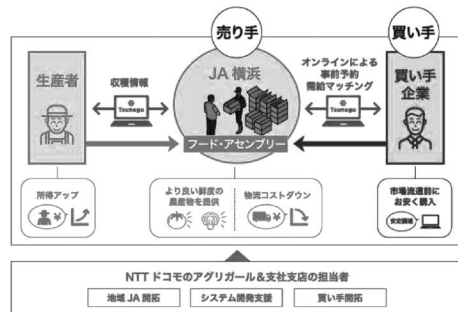 売り手
買い手
生産者
収穫情報
JA 横浜
オンラインによる
事前予約
需給マッチング
買い手
企業
Tsunagu
Tsunagu
フード・アセンブリー
所得アップ
¥
より良い鮮度の
農産物を提供
物流コストダウン
¥
市場流通前に
お安く購入
安定調達
NTTドコモのアグリガール&支社支店の担当者
地域 JA 開拓
システム開発支援
買い手開拓